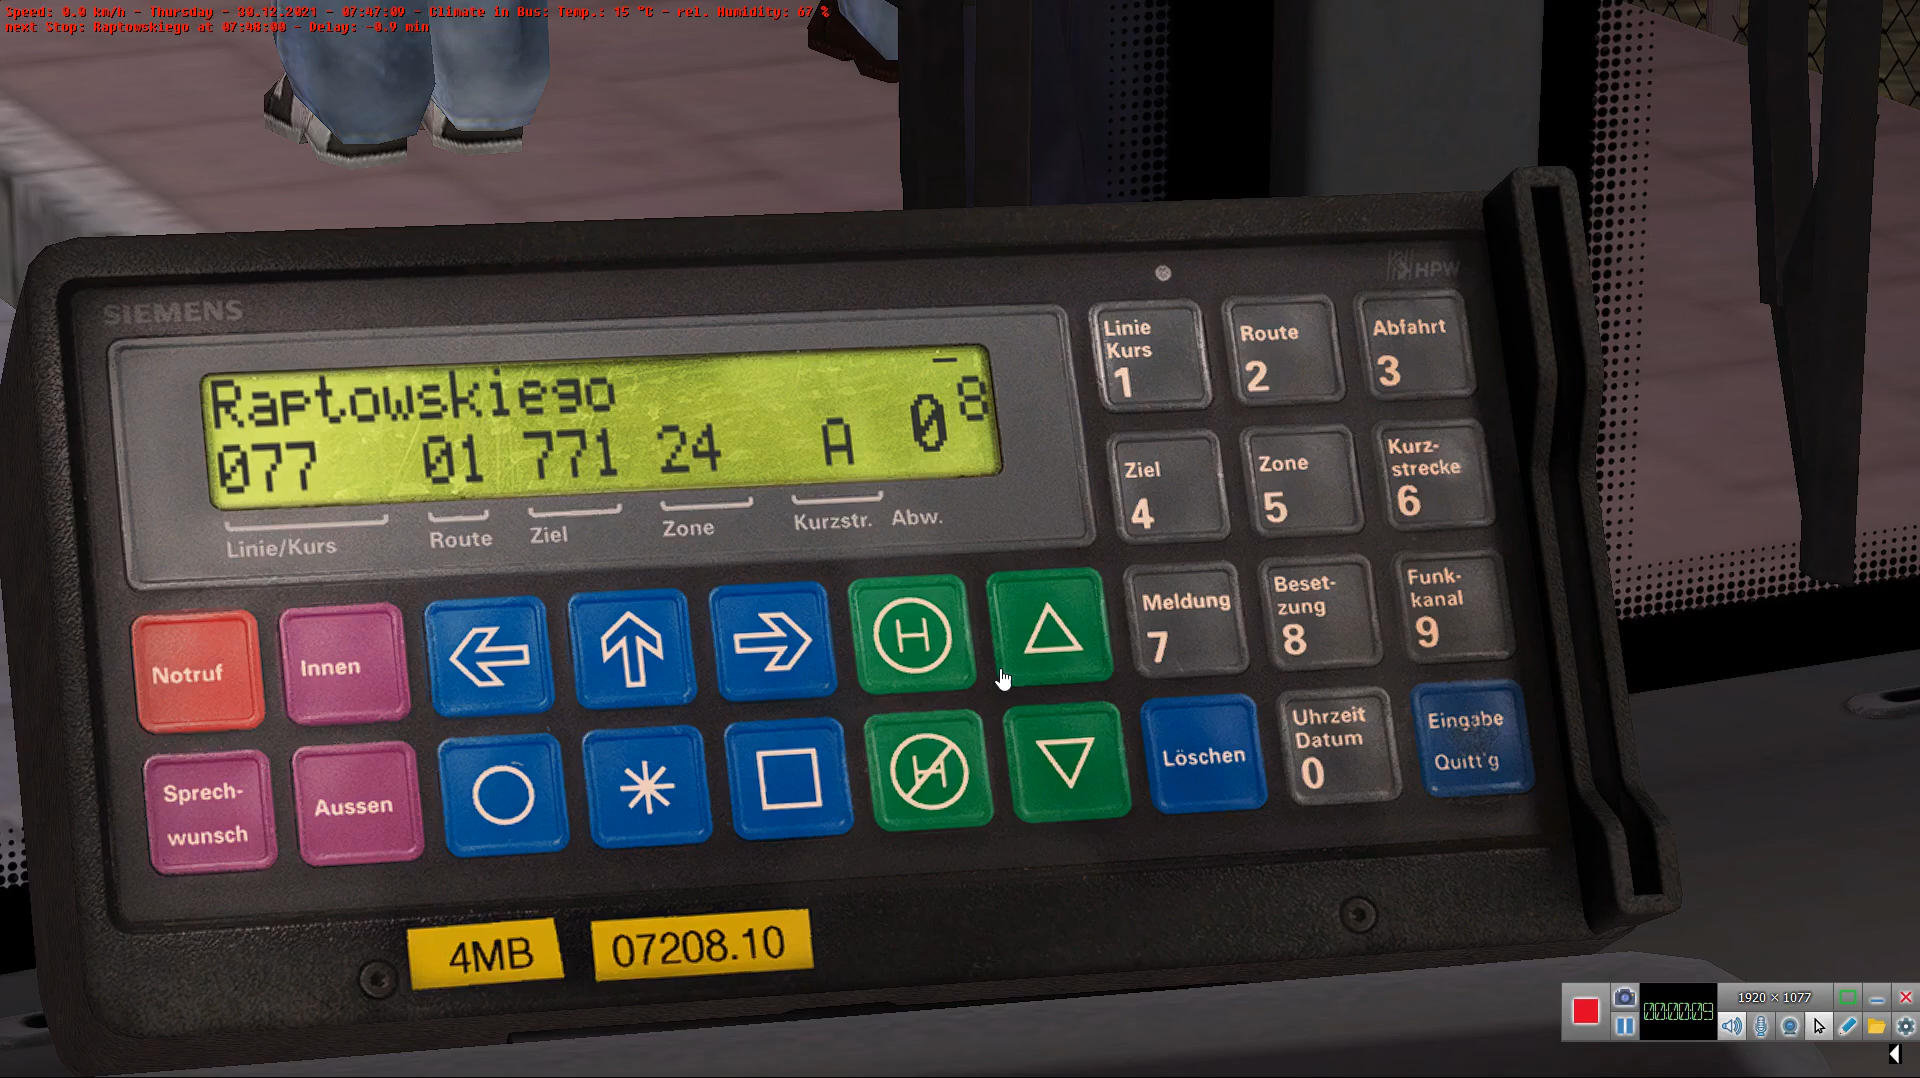 Speed: 0.0 km/h - Thursday - 30.12.2021 - 07:47:09 - Climate in Bus: Temp.: 15 °C - rel. Humidity: 67 %
next Stop: Raptowskiego at 07:48:00 - Delay: -0.9 min
SIEMENS
HPW
Raptowskiego
077 01 771 24 A 0 8
Linie/Kurs Route Ziel Zone Kurzstr. Abw.
Linie Kurs 1
Route 2
Abfahrt 3
Ziel 4
Zone 5
Kurz-
strecke
6
Meldung 7
Beset-
zung
8
Funk-
kanal
9
Notruf
Innen
H
Sprech-
wunsch
Aussen
H
Löschen
Uhrzeit
Datum
0
Eingabe
Quitt'g
4MB
07208.10
1920 × 1077
00:00:09